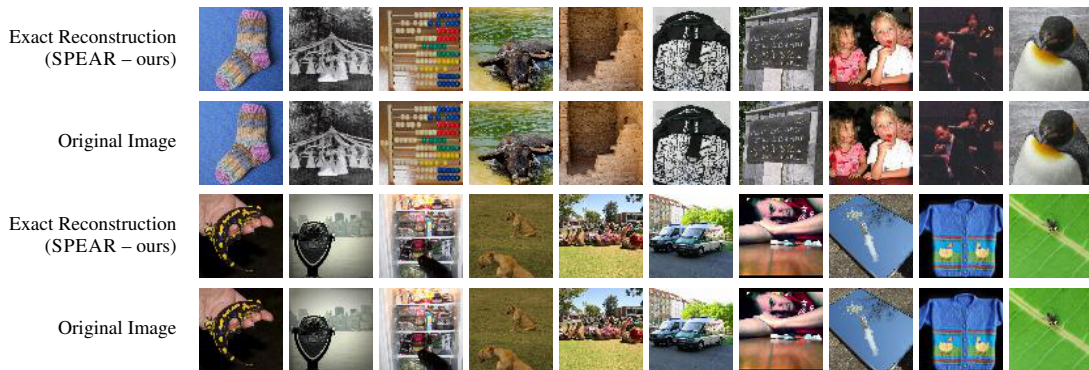 Exact Reconstruction
(SPEAR – ours)
Original Image
Exact Reconstruction
(SPEAR – ours)
Original Image